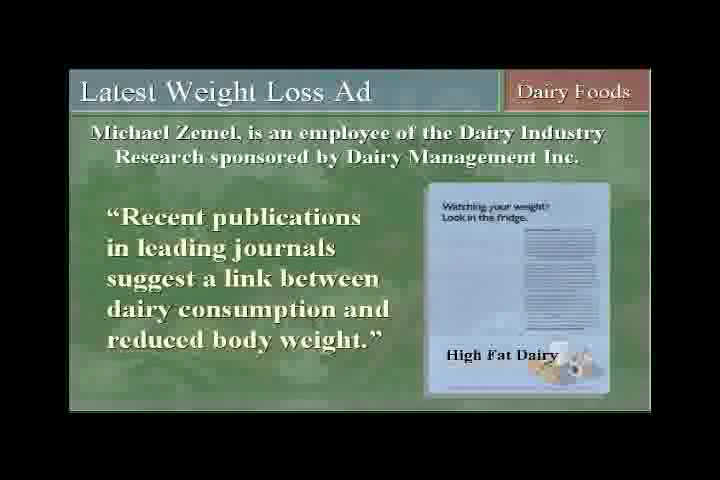 Latest Weight Loss Ad
Dairy Foods
Michael Zemel, is an employee of the Dairy Industry
Research sponsored by Dairy Management Inc.
“Recent publications
in leading journals
suggest a link between
dairy consumption and
reduced body weight.”
Watching your weight?
Look in the fridge.
High Fat Dairy